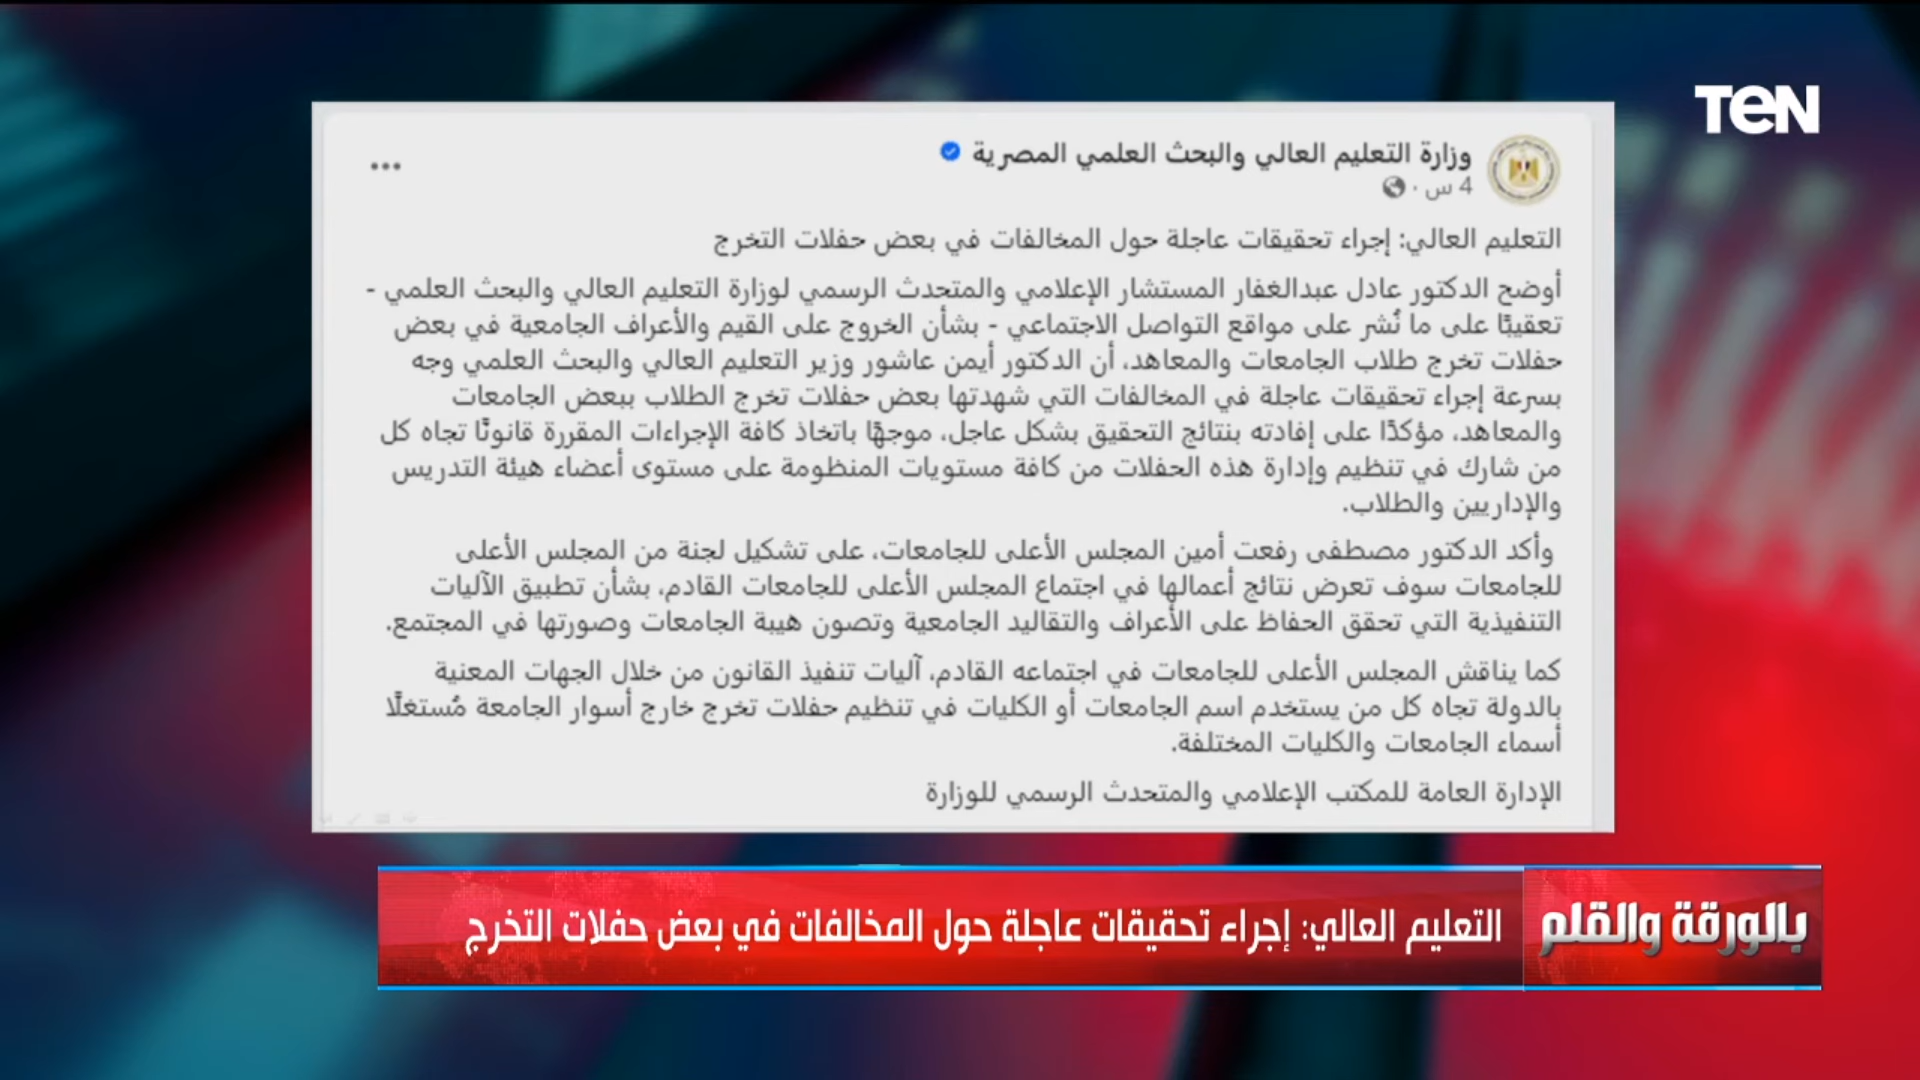 TeN
وزارة التعليم العالي والبحث العلمي المصرية
4 س ·
التعليم العالي: إجراء تحقيقات عاجلة حول المخالفات في بعض حفلات التخرج
أوضح الدكتور عادل عبدالغفار المستشار الإعلامي والمتحدث الرسمي لوزارة التعليم العالي والبحث العلمي -
تعقيبًا على ما نُشر على مواقع التواصل الاجتماعي - بشأن الخروج على القيم والأعراف الجامعية في بعض
حفلات تخرج طلاب الجامعات والمعاهد، أن الدكتور أيمن عاشور وزير التعليم العالي والبحث العلمي وجه
بسرعة إجراء تحقيقات عاجلة في المخالفات التي شهدتها بعض حفلات تخرج الطلاب ببعض الجامعات
والمعاهد، مؤكدًا على إفادته بنتائج التحقيق بشكل عاجل، موجهًا باتخاذ كافة الإجراءات المقررة قانونًا تجاه كل
من شارك في تنظيم وإدارة هذه الحفلات من كافة مستويات المنظومة على مستوى أعضاء هيئة التدريس
والإداريين والطلاب.
وأكد الدكتور مصطفى رفعت أمين المجلس الأعلى للجامعات، على تشكيل لجنة من المجلس الأعلى
للجامعات سوف تعرض نتائج أعمالها في اجتماع المجلس الأعلى للجامعات القادم، بشأن تطبيق الآليات
التنفيذية التي تحقق الحفاظ على الأعراف والتقاليد الجامعية وتصون هيبة الجامعات وصورتها في المجتمع.
كما يناقش المجلس الأعلى للجامعات في اجتماعه القادم، آليات تنفيذ القانون من خلال الجهات المعنية
بالدولة تجاه كل من يستخدم اسم الجامعات أو الكليات في تنظيم حفلات تخرج خارج أسوار الجامعة مُستغلًّا
أسماء الجامعات والكليات المختلفة.
الإدارة العامة للمكتب الإعلامي والمتحدث الرسمي للوزارة
بالورقة والقلم
التعليم العالي: إجراء تحقيقات عاجلة حول المخالفات في بعض حفلات التخرج